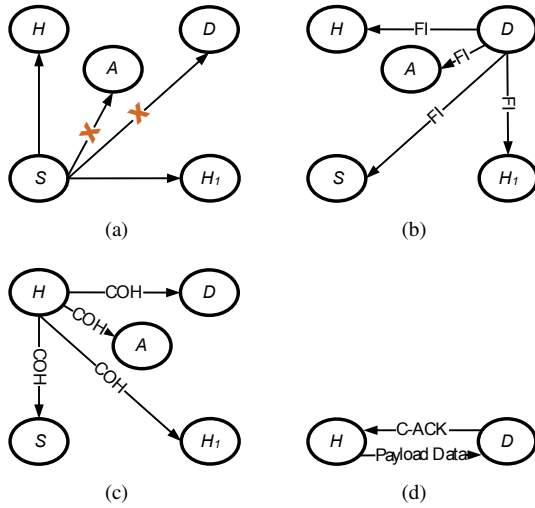 H D
A
X X
S H₁
(a)
H FI D
FI
A
FI FI
S H₁
(b)
H COH D
COH
A
COH COH
S H₁
(c)
C-ACK
H D
Payload Data
(d)